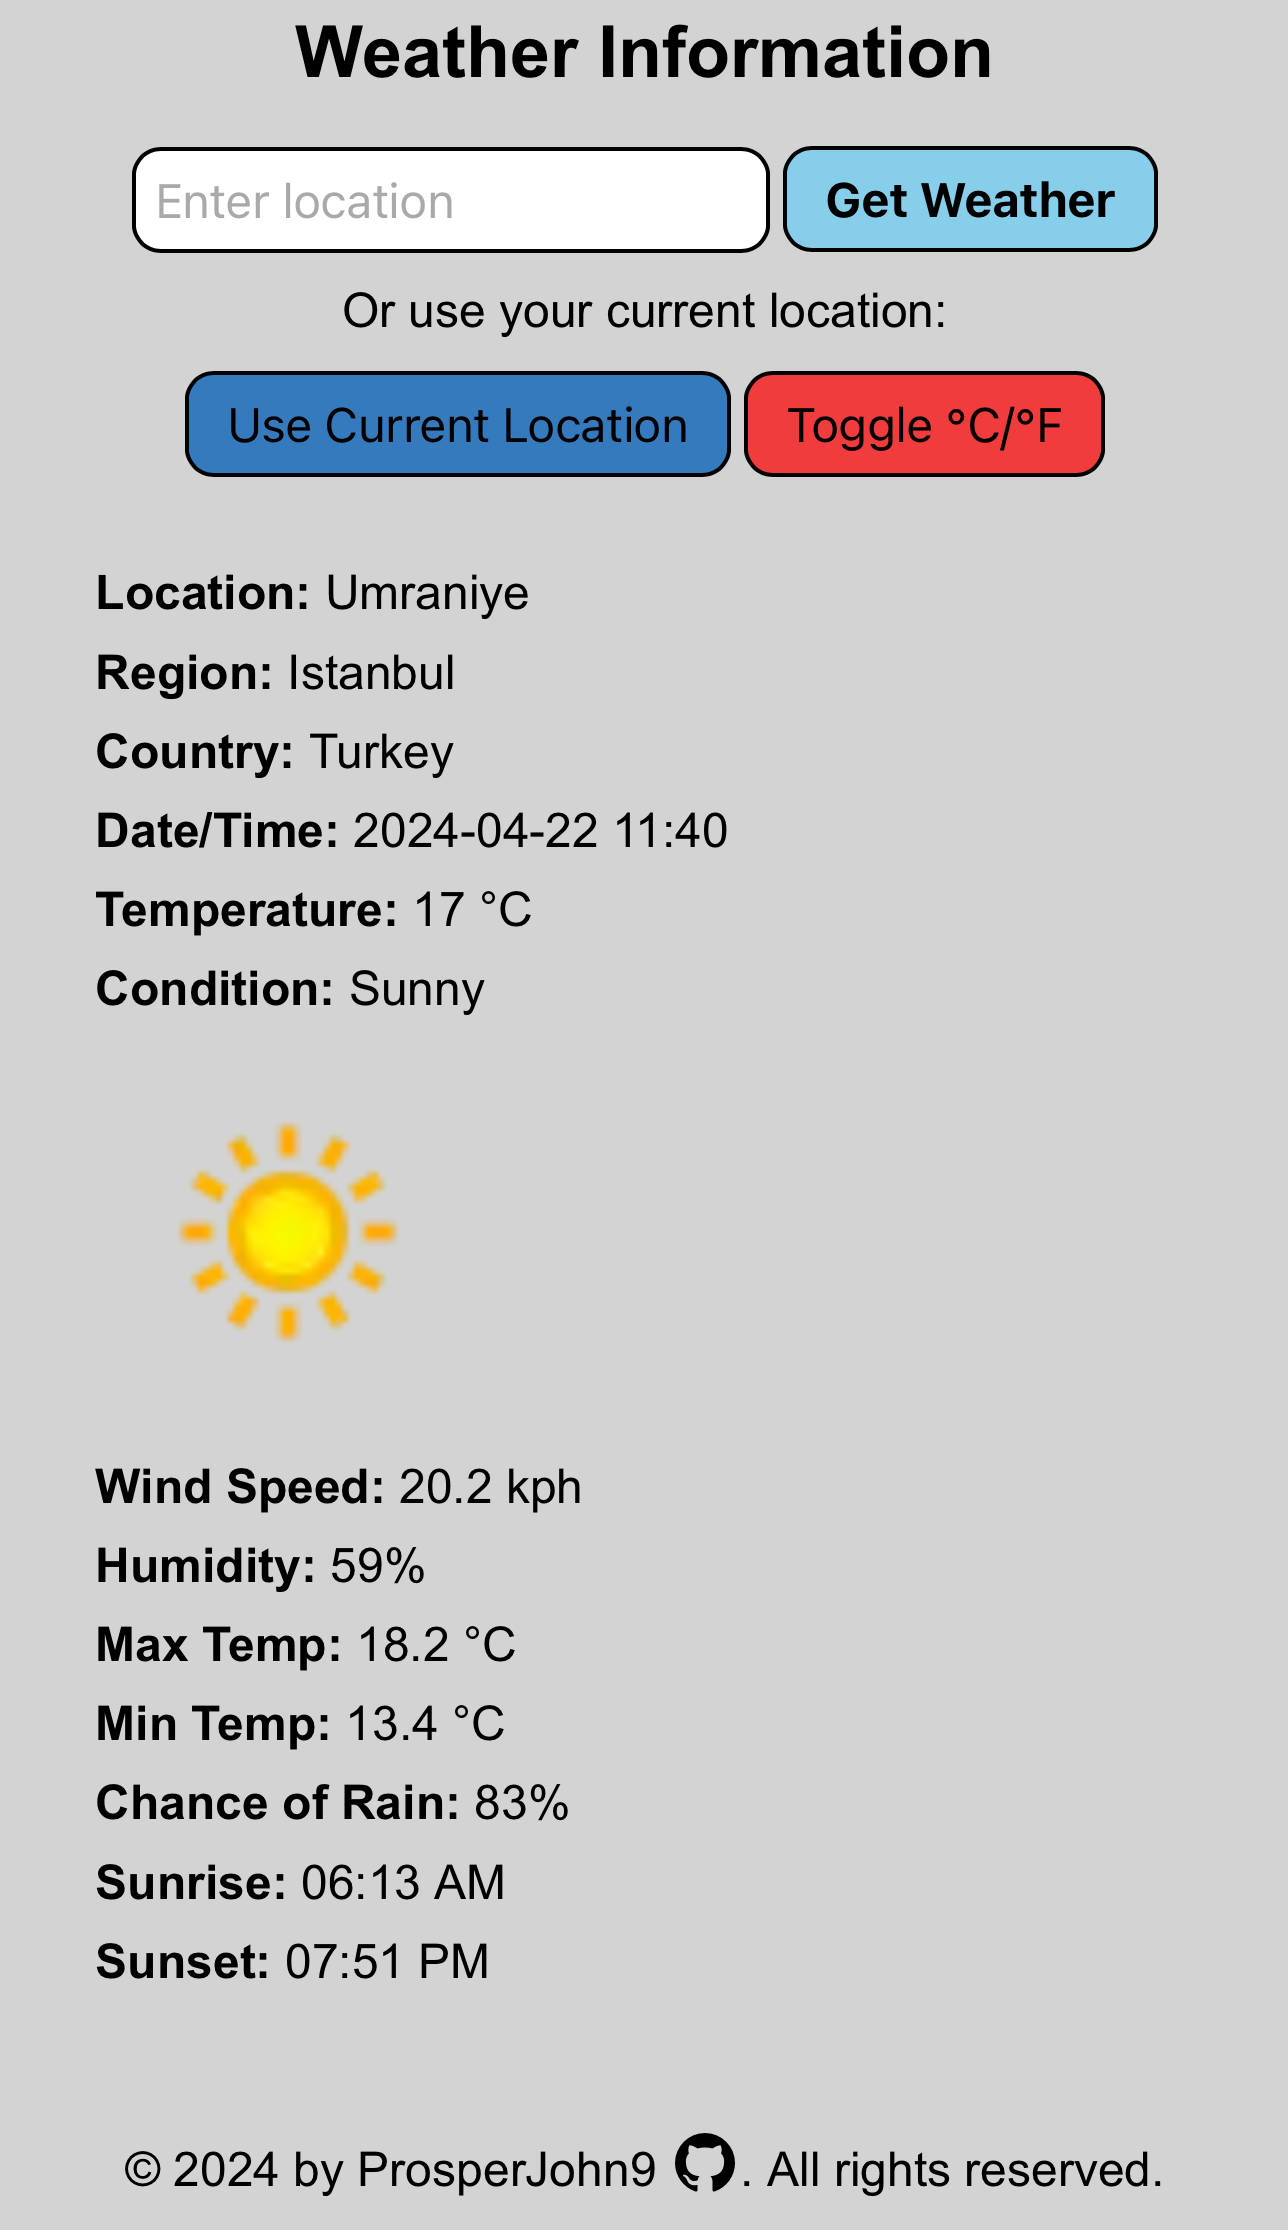 Weather Information
Enter location Get Weather
Or use your current location:
Use Current Location Toggle °C/°F
Location: Umraniye
Region: Istanbul
Country: Turkey
Date/Time: 2024-04-22 11:40
Temperature: 17 °C
Condition: Sunny
Wind Speed: 20.2 kph
Humidity: 59%
Max Temp: 18.2 °C
Min Temp: 13.4 °C
Chance of Rain: 83%
Sunrise: 06:13 AM
Sunset: 07:51 PM
© 2024 by ProsperJohn9 . All rights reserved.